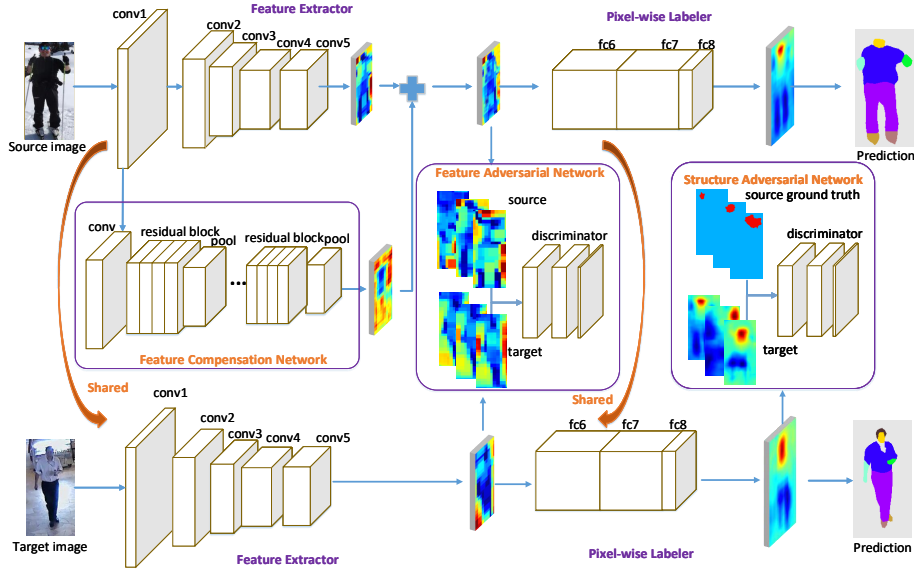 Feature Extractor
Pixel-wise Labeler
conv1
conv2
conv3
conv4
conv5
fc6
fc7
fc8
Source image
Prediction
Feature Adversarial Network
source
discriminator
target
Structure Adversarial Network
source ground truth
discriminator
target
conv
residual block
pool
...
residual block
pool
Feature Compensation Network
Shared
Shared
conv1
conv2
conv3
conv4
conv5
fc6
fc7
fc8
Target image
Feature Extractor
Pixel-wise Labeler
Prediction